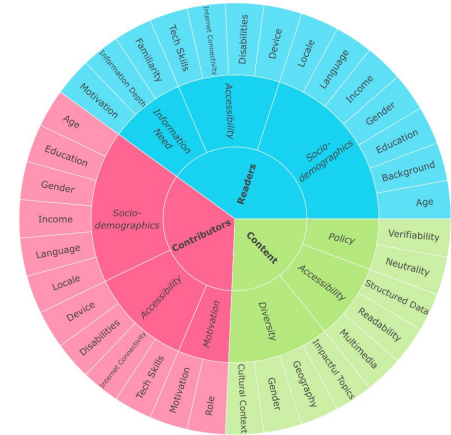 Readers
Information
Need
Accessibility
Socio-
demographics
Motivation
Information Depth
Familiarity
Tech Skills
Internet Connectivity
Disabilities
Device
Locale
Language
Income
Gender
Education
Background
Age
Content
Policy
Accessibility
Diversity
Verifiability
Neutrality
Structured Data
Readability
Multimedia
Impactful Topics
Geography
Gender
Cultural Context
Contributors
Motivation
Accessibility
Socio-
demographics
Role
Motivation
Tech Skills
Internet Connectivity
Disabilities
Device
Locale
Language
Income
Gender
Education
Age